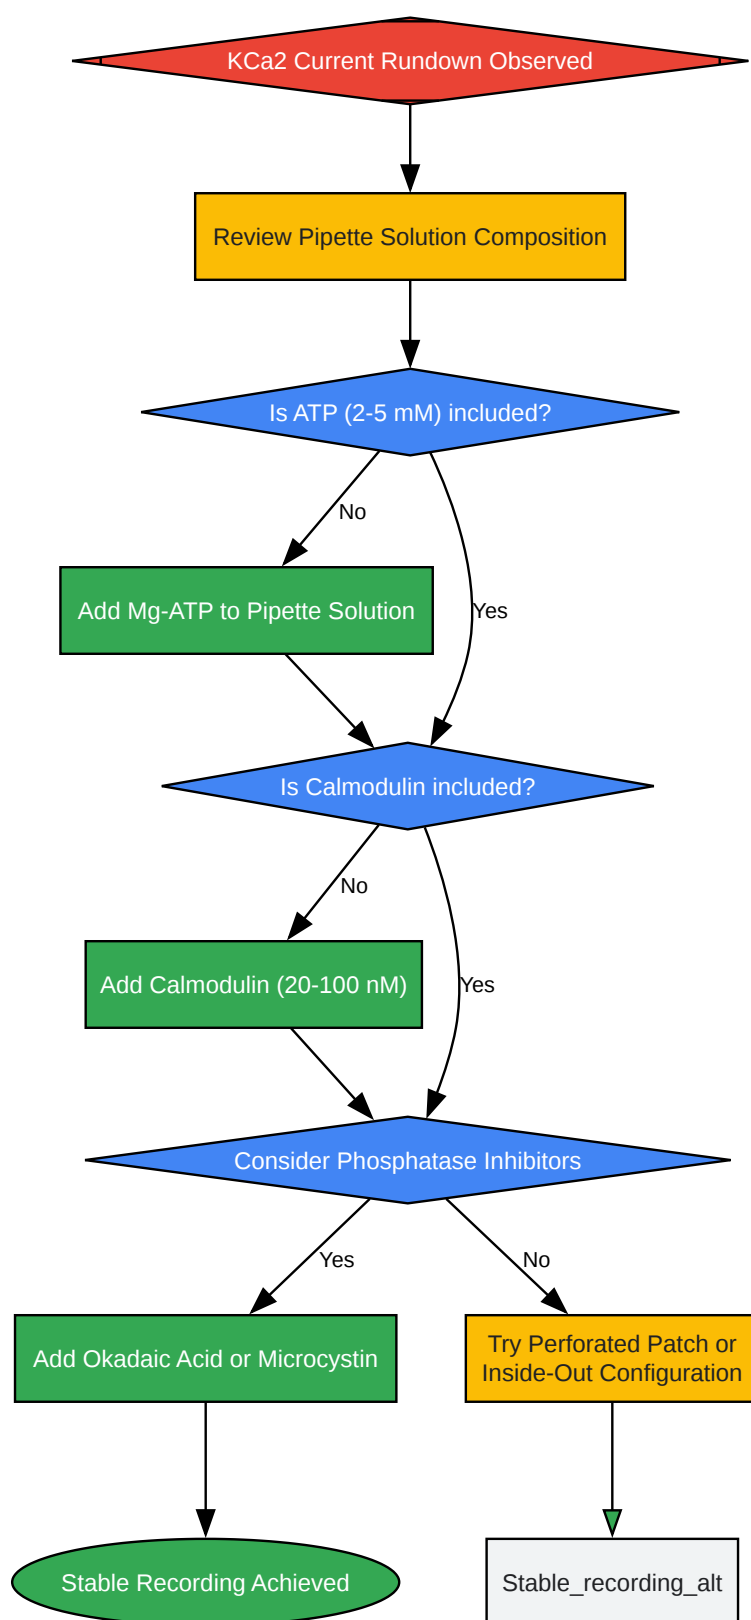 KCa2 Current Rundown Observed
Review Pipette Solution Composition
Is ATP (2-5 mM) included?
No
Yes
Add Mg-ATP to Pipette Solution
Is Calmodulin included?
No
Yes
Add Calmodulin (20-100 nM)
Consider Phosphatase Inhibitors
Yes
No
Add Okadaic Acid or Microcystin
Try Perforated Patch or
Inside-Out Configuration
Stable Recording Achieved
Stable_recording_alt